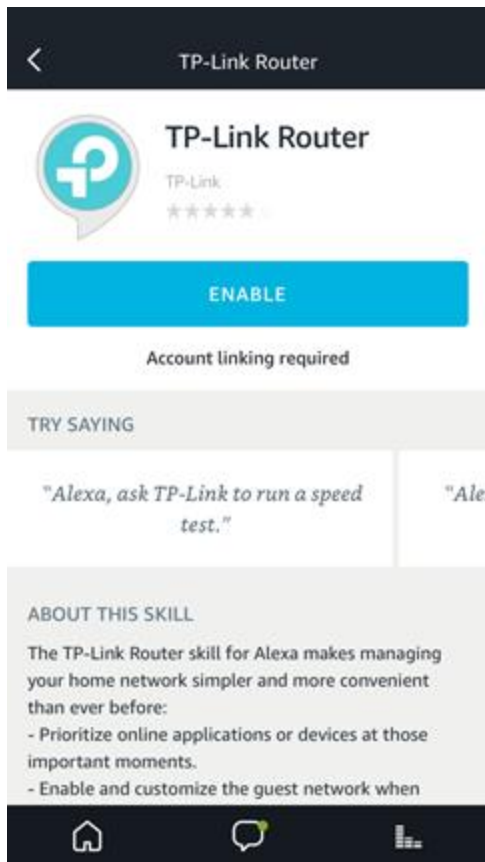 TP-Link Router
TP-Link Router
TP-Link
ENABLE
Account linking required
TRY SAYING
"Alexa, ask TP-Link to run a speed
test."
"Ale
ABOUT THIS SKILL
The TP-Link Router skill for Alexa makes managing
your home network simpler and more convenient
than ever before:
- Prioritize online applications or devices at those
important moments.
- Enable and customize the guest network when